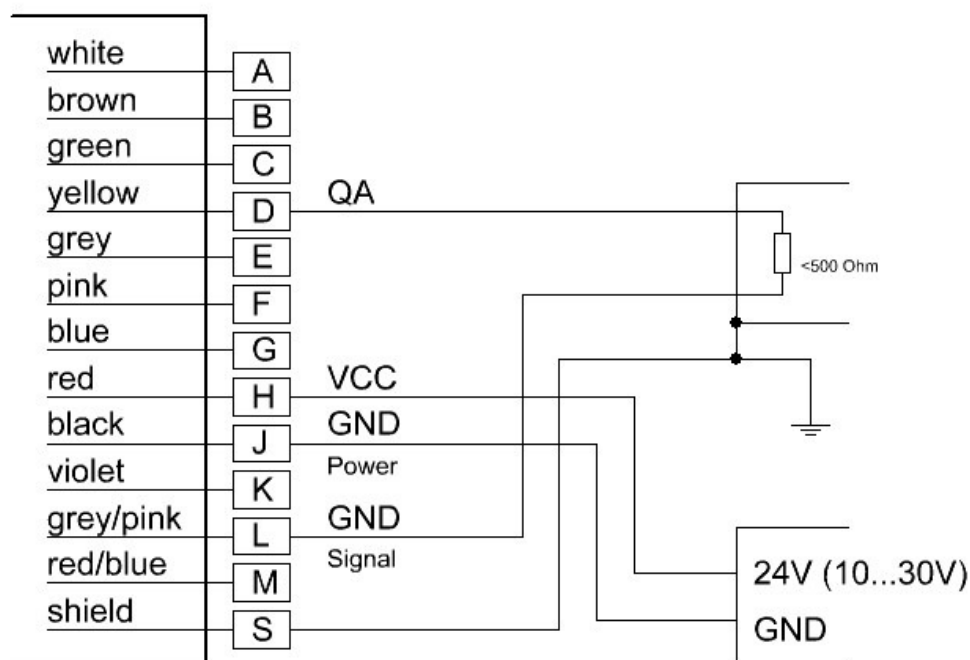 white A
brown B
green C
yellow D QA
grey E
<500 Ohm
pink F
blue G
red H VCC
black J GND
Power
violet K
grey/pink L GND
Signal
red/blue M
24V (10...30V)
shield S
GND